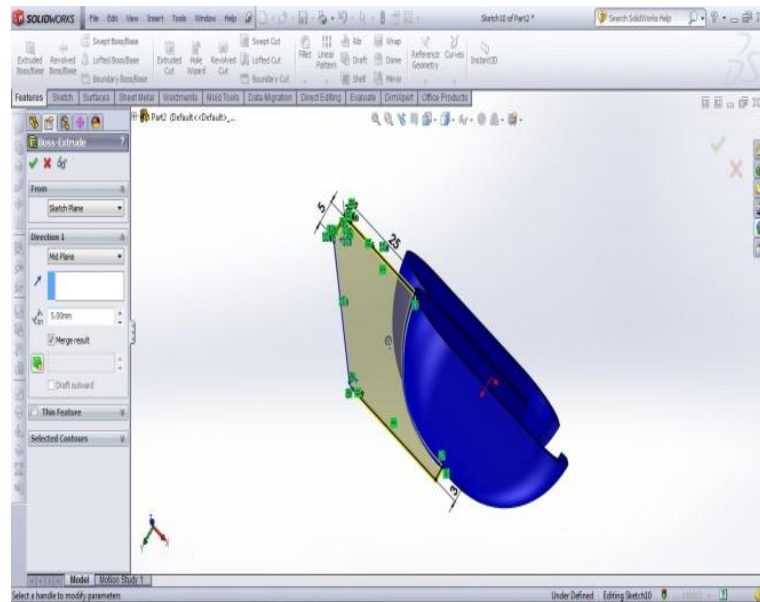 SOLIDWORKS File Edit View Insert Tools Window Help Sketch10 of Part2 * Search SolidWorks Help
Extruded Boss/Base
Revolved Boss/Base
Swept Boss/Base
Lofted Boss/Base
Boundary Boss/Base
Extruded Cut
Hole Wizard
Revolved Cut
Swept Cut
Lofted Cut
Boundary Cut
Fillet
Linear Pattern
Rib
Draft
Shell
Wrap
Dome
Mirror
Reference Geometry
Curves
Instant3D
Features Sketch Surfaces Sheet Metal Weldments Mold Tools Data Migration Direct Editing Evaluate DimXpert Office Products
Part2 (Default<<Default>_...
Boss-Extrude ?
From
Sketch Plane
Direction 1
Mid Plane
D1
5.00mm
Merge result
Draft outward
Thin Feature
Selected Contours
5
25
3
Model Motion Study 1
Select a handle to modify parameters Under Defined Editing Sketch10